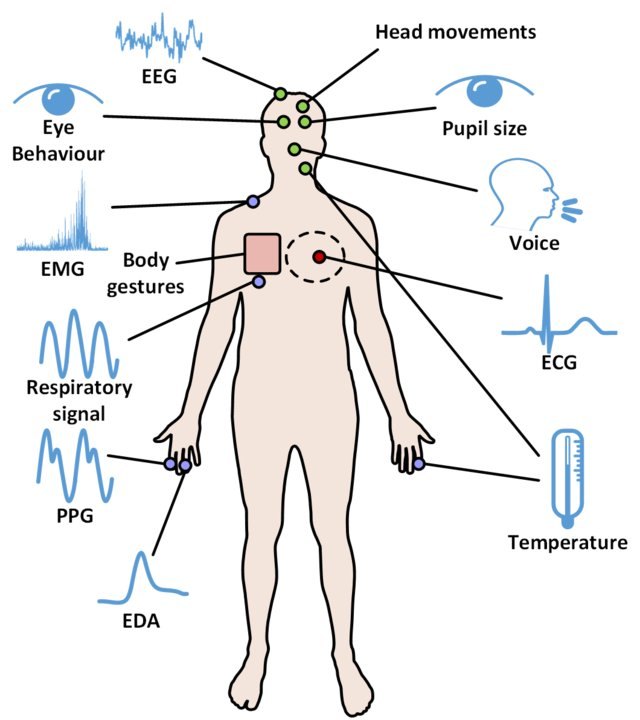 Head movements
EEG
Eye
Behaviour
Pupil size
Voice
EMG
Body
gestures
ECG
Respiratory
signal
PPG
Temperature
EDA